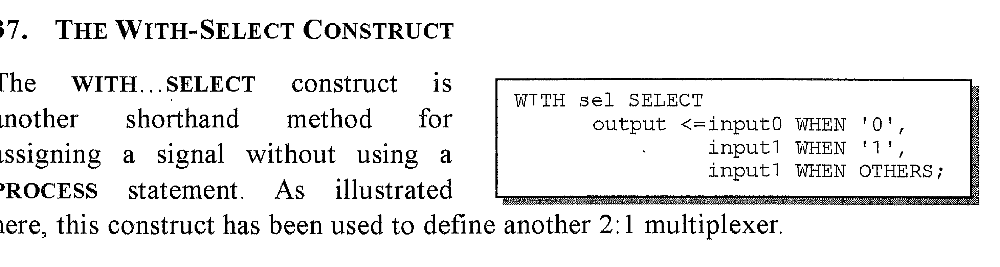 37. THE WITH-SELECT CONSTRUCT
The WITH...SELECT construct is
another shorthand method for
assigning a signal without using a
PROCESS statement. As illustrated
here, this construct has been used to define another 2:1 multiplexer.
WITH sel SELECT
output <=input0 WHEN '0',
input1 WHEN '1',
input1 WHEN OTHERS;